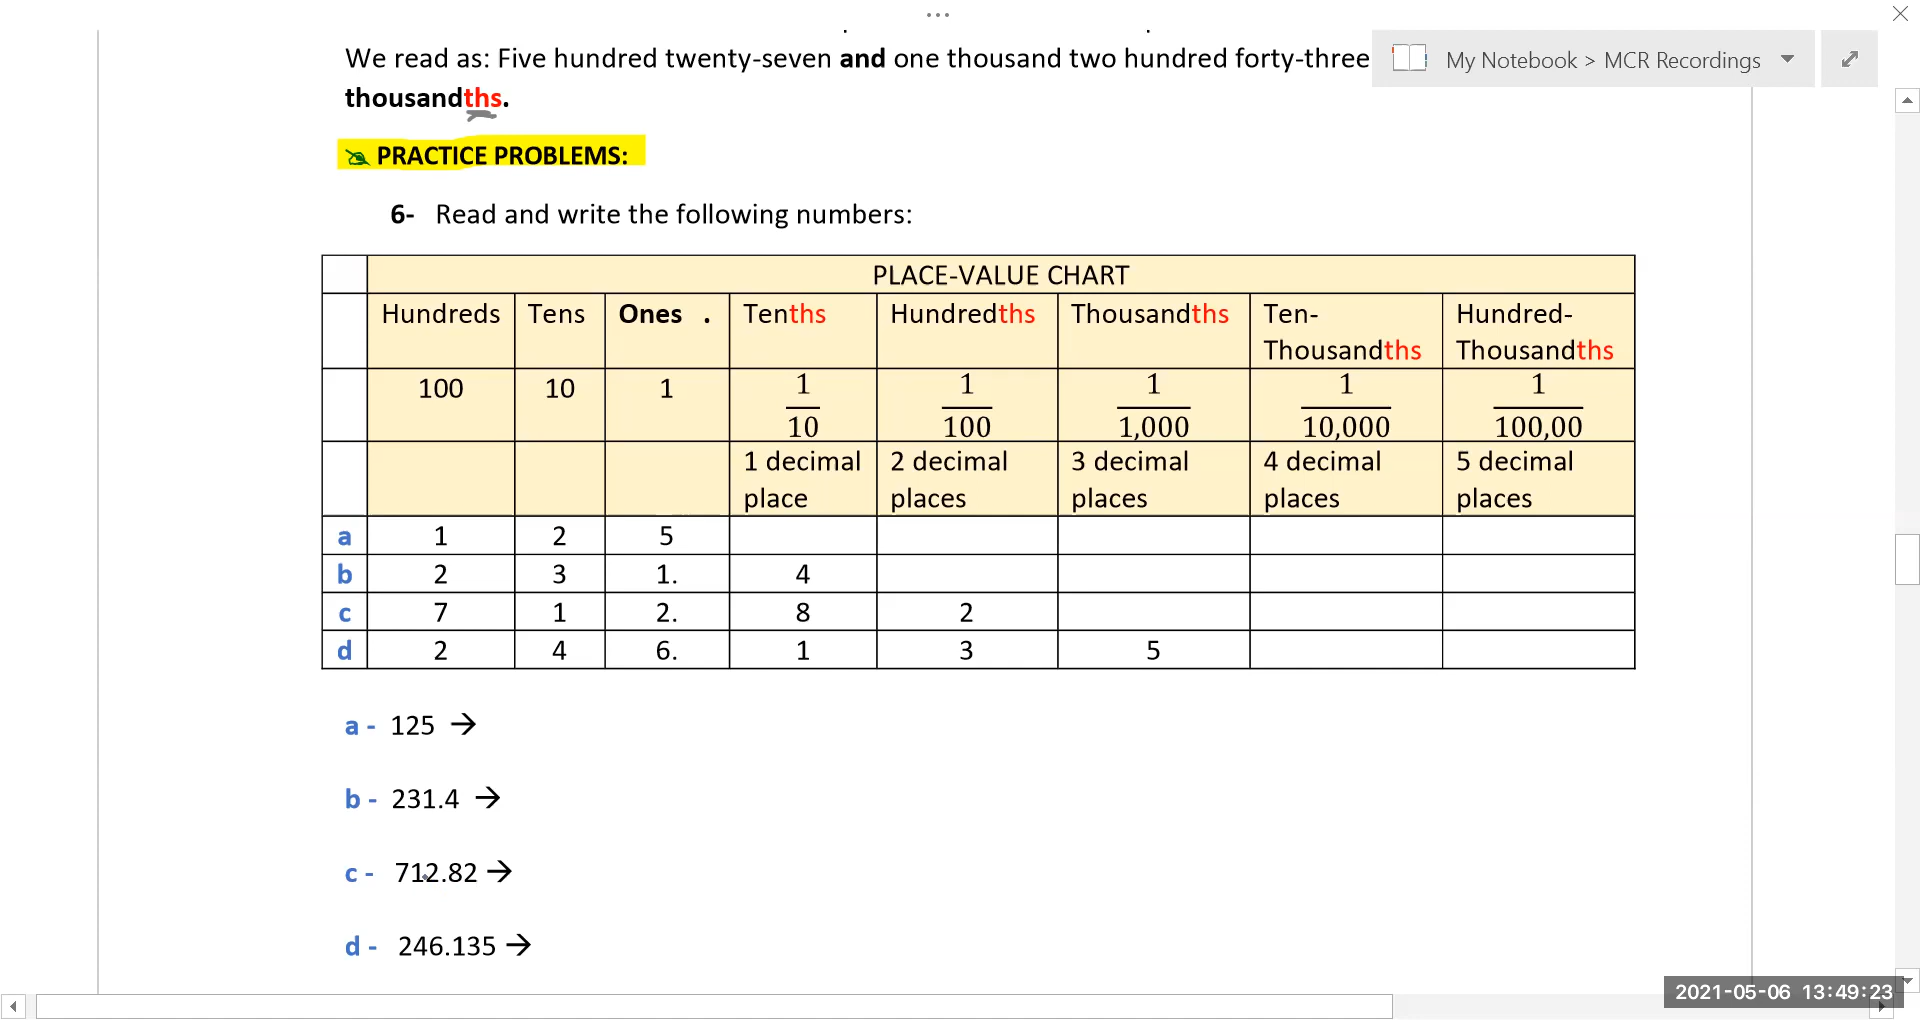 We read as: Five hundred twenty-seven and one thousand two hundred forty-three
thousandths.
My Notebook > MCR Recordings
PRACTICE PROBLEMS:
6- Read and write the following numbers:
PLACE-VALUE CHART
Hundreds Tens Ones . Tenths Hundredths Thousandths Ten-Thousandths Hundred-Thousandths
100 10 1 1/10 1/100 1/1,000 1/10,000 1/100,00
1 decimal place 2 decimal places 3 decimal places 4 decimal places 5 decimal places
a 1 2 5
b 2 3 1. 4
c 7 1 2. 8 2
d 2 4 6. 1 3 5
a - 125 →
b - 231.4 →
c - 712.82 →
d - 246.135 →
2021-05-06 13:49:23